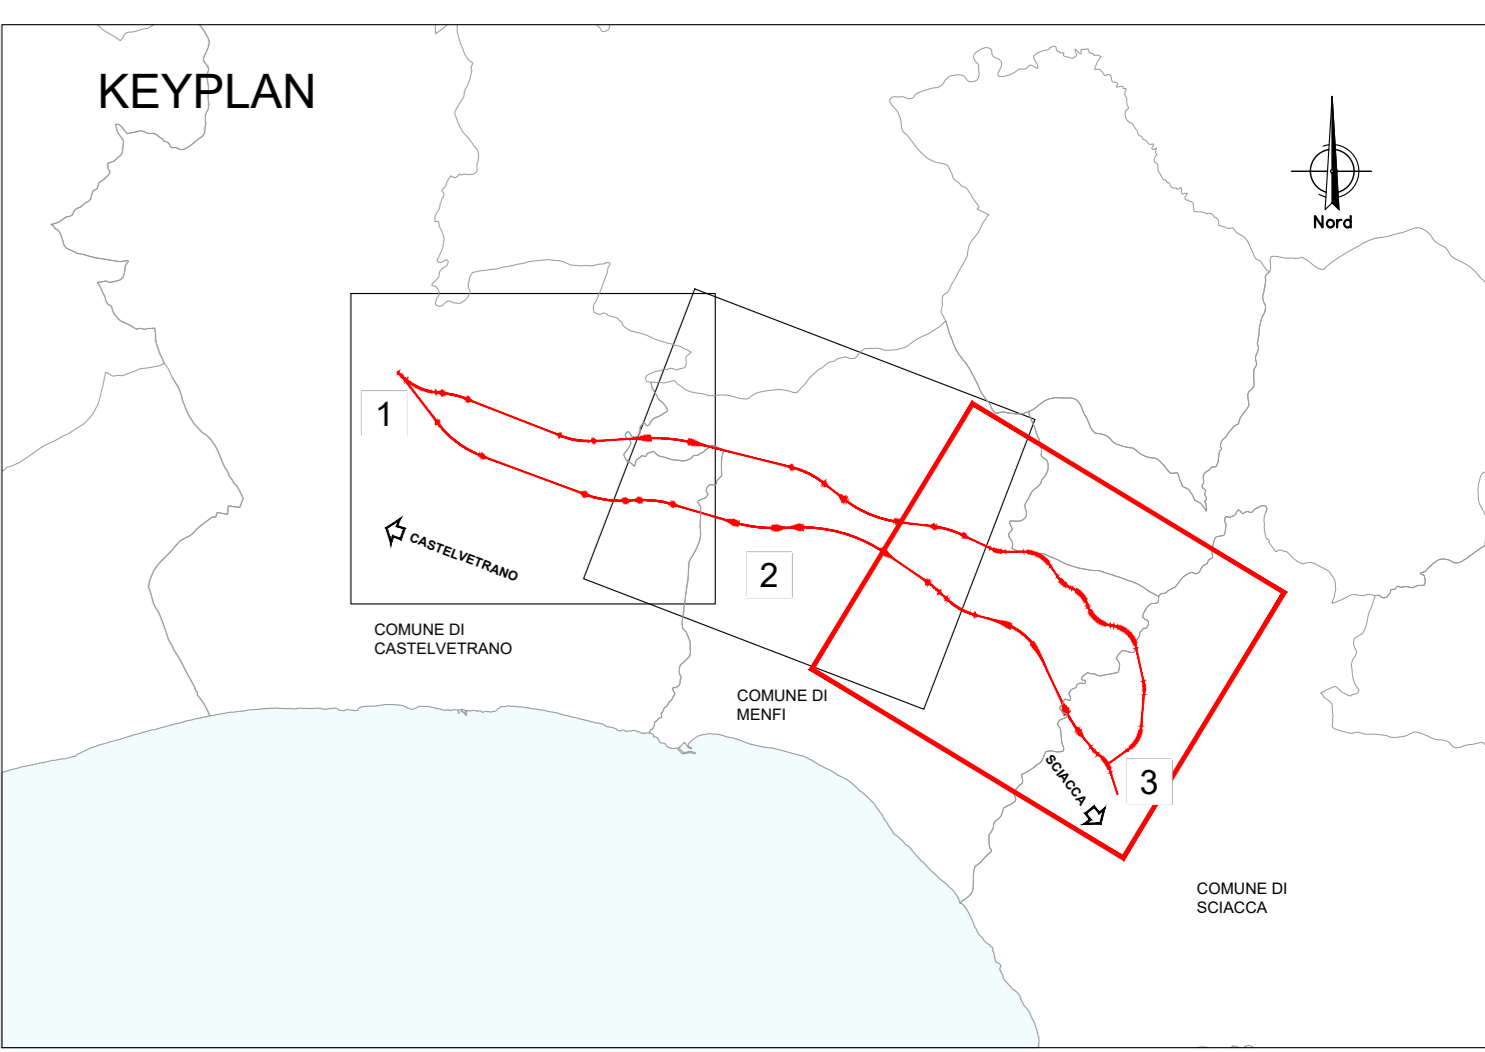 KEYPLAN
Nord
1
CASTELVETRANO
2
COMUNE DI
CASTELVETRANO
COMUNE DI
MENFI
SCIACCA
3
COMUNE DI
SCIACCA